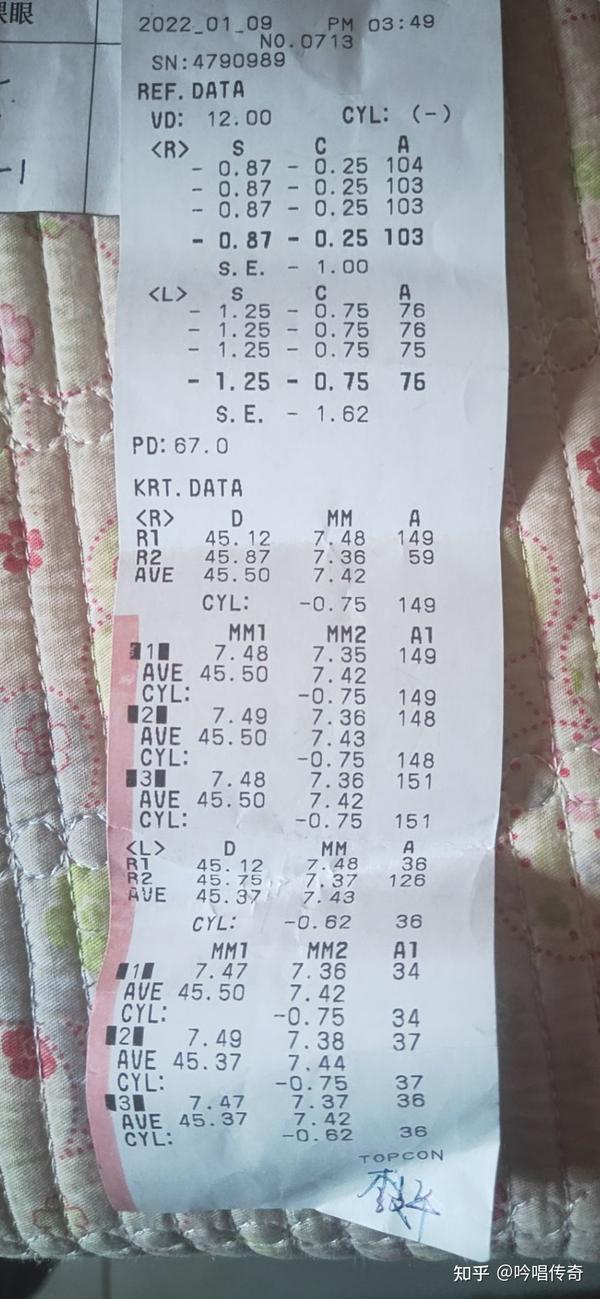 眼
2022_01_09 PM 03:49
NO.0713
SN:4790989
REF.DATA
VD: 12.00 CYL: (-)
<R> S C A
- 0.87 - 0.25 104
- 0.87 - 0.25 103
- 0.87 - 0.25 103
- 0.87 - 0.25 103
S.E. - 1.00
<L> S C A
- 1.25 - 0.75 76
- 1.25 - 0.75 76
- 1.25 - 0.75 75
- 1.25 - 0.75 76
S.E. - 1.62
PD: 67.0
KRT.DATA
<R> D MM A
R1 45.12 7.48 149
R2 45.87 7.36 59
AVE 45.50 7.42
CYL: -0.75 149
MM1 MM2 A1
1 7.48 7.35 149
AVE 45.50 7.42
CYL: -0.75 149
2 7.49 7.36 148
AVE 45.50 7.43
CYL: -0.75 148
3 7.48 7.36 151
AVE 45.50 7.42
CYL: -0.75 151
<L> D MM A
R1 45.12 7.48 36
R2 45.75 7.37 126
AVE 45.37 7.43
CYL: -0.62 36
MM1 MM2 A1
1 7.47 7.36 34
AVE 45.50 7.42
CYL: -0.75 34
2 7.49 7.38 37
AVE 45.37 7.44
CYL: -0.75 37
3 7.47 7.37 36
AVE 45.37 7.42
CYL: -0.62 36
TOPCON
知乎 @吟唱传奇